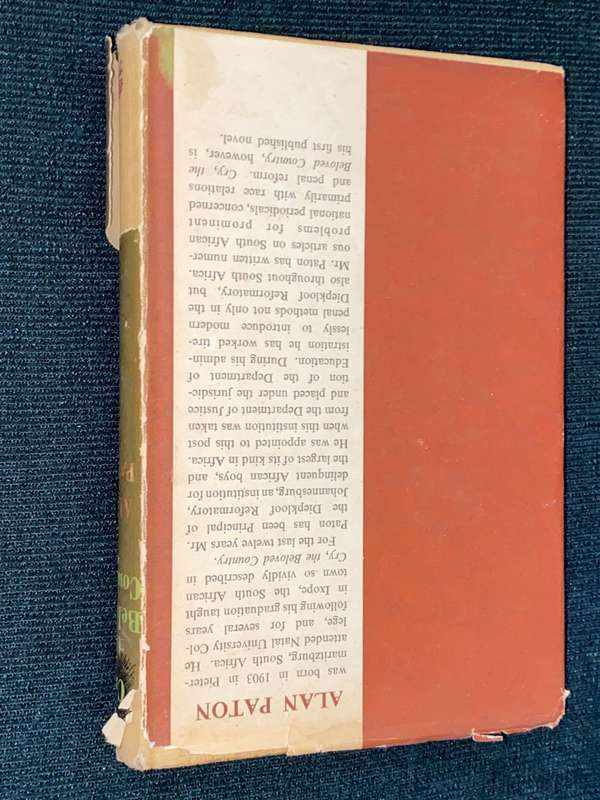 ALAN PATON
was born in 1903 in Pieter-
maritzburg, South Africa. He
attended Natal University Col-
lege, and for several years
following his graduation taught
in Ixope, the South African
town so vividly described in
Cry, the Beloved Country.
For the last twelve years Mr.
Paton has been Principal of
the Diepkloof Reformatory,
Johannesburg, an institution for
delinquent African boys, and
the largest of its kind in Africa.
He was appointed to this post
when this institution was taken
from the Department of Justice
and placed under the jurisdic-
tion of the Department of
Education. During his admin-
istration he has worked tire-
lessly to introduce modern
penal methods not only in the
Diepkloof Reformatory, but
also throughout South Africa.
Mr. Paton has written numer-
ous articles on South African
problems for prominent
national periodicals, concerned
primarily with race relations
and penal reform. Cry, the
Beloved Country, however, is
his first published novel.